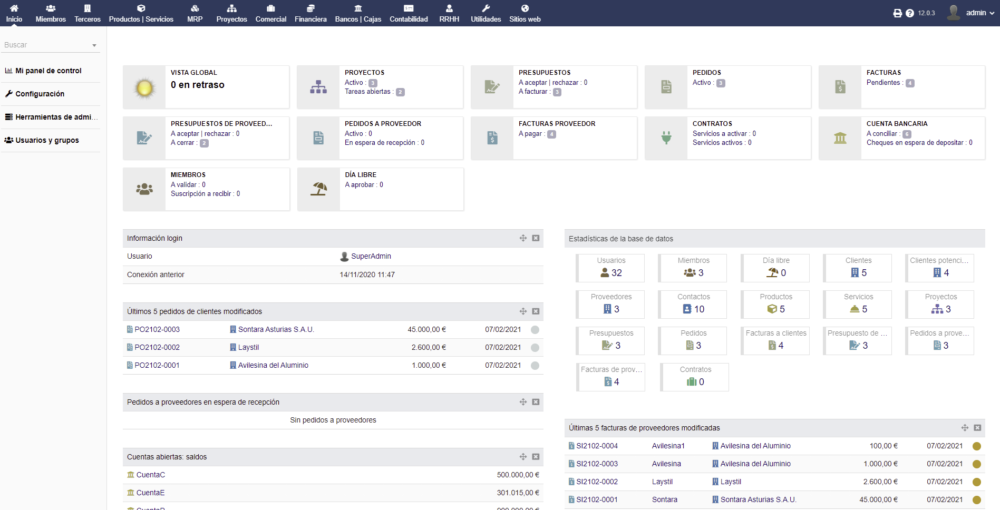 Inicio
Miembros
Terceros
Productos | Servicios
MRP
Proyectos
Comercial
Financiera
Bancos | Cajas
Contabilidad
RRHH
Utilidades
Sitios web
12.0.3
admin
Buscar
Mi panel de control
Configuración
Herramientas de admi...
Usuarios y grupos
VISTA GLOBAL
0 en retraso
PROYECTOS
Activo : 3
Tareas abiertas : 2
PRESUPUESTOS
A aceptar | rechazar : 0
A facturar : 3
PEDIDOS
Activo : 3
FACTURAS
Pendientes : 4
PRESUPUESTOS DE PROVEED...
A aceptar | rechazar : 0
A cerrar : 2
PEDIDOS A PROVEEDOR
Activo : 0
En espera de recepción : 0
FACTURAS PROVEEDOR
A pagar : 4
CONTRATOS
Servicios a activar : 0
Servicios activos : 0
CUENTA BANCARIA
A conciliar : 6
Cheques en espera de depositar : 0
MIEMBROS
A validar : 0
Suscripción a recibir : 0
DÍA LIBRE
A aprobar : 0
Información login
Usuario SuperAdmin
Conexión anterior 14/11/2020 11:47
Últimos 5 pedidos de clientes modificados
PO2102-0003 Sontara Asturias S.A.U. 45.000,00 € 07/02/2021
PO2102-0002 Laystil 2.600,00 € 07/02/2021
PO2102-0001 Avilesina del Aluminio 1.000,00 € 07/02/2021
Pedidos a proveedores en espera de recepción
Sin pedidos a proveedores
Cuentas abiertas: saldos
CuentaC 500.000,00 €
CuentaE 301.015,00 €
Estadísticas de la base de datos
Usuarios
32
Miembros
3
Día libre
0
Clientes
5
Clientes potenci...
4
Proveedores
3
Contactos
10
Productos
5
Servicios
5
Proyectos
3
Presupuestos
3
Pedidos
3
Facturas a clientes
4
Presupuesto de ...
3
Pedidos a prove...
3
Facturas de prov...
4
Contratos
0
Últimas 5 facturas de proveedores modificadas
SI2102-0004 Avilesina1 Avilesina del Aluminio 100,00 € 07/02/2021
SI2102-0003 Avilesina Avilesina del Aluminio 1.000,00 € 07/02/2021
SI2102-0002 Laystil Laystil 2.600,00 € 07/02/2021
SI2102-0001 Sontara Sontara Asturias S.A.U. 45.000,00 € 07/02/2021